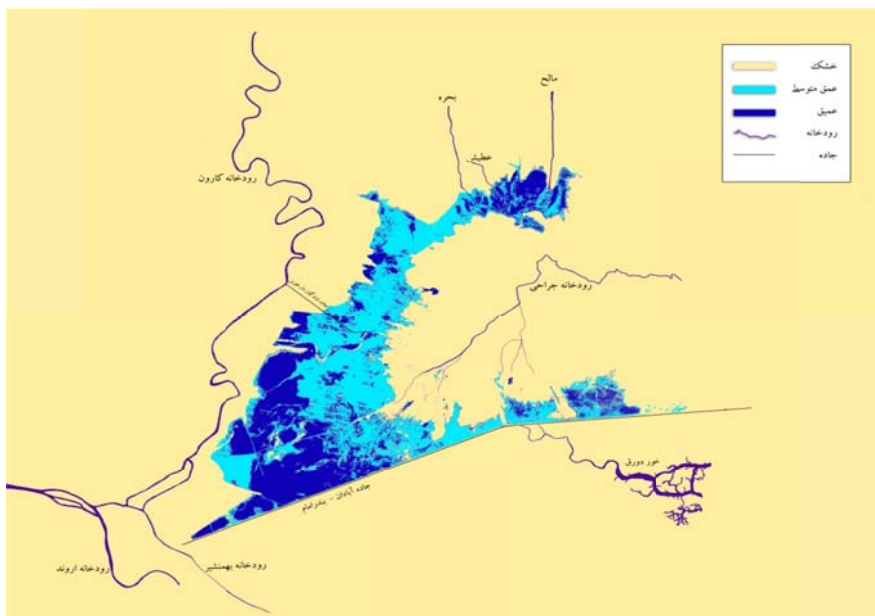 خشک
عمق متوسط
عمیق
رودخانه
جاده
مالح
بحره
رودخانه کارون
رودخانه جراحی
خور دورق
جاده آبادان - بندرامام
رودخانه بهمنشیر
رودخانه اروند